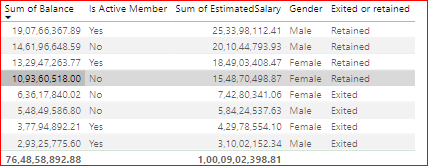 Sum of Balance Is Active Member Sum of EstimatedSalary Gender Exited or retained
19,07,66,367.89 Yes 25,33,98,112.41 Male Retained
14,61,96,648.59 No 20,10,44,793.93 Male Retained
13,29,47,263.77 Yes 18,49,03,408.47 Female Retained
10,93,60,518.00 No 15,48,70,498.87 Female Retained
6,36,17,840.02 No 7,42,80,341.06 Female Exited
5,48,49,586.80 No 5,84,24,537.63 Male Exited
3,77,94,892.21 Yes 4,29,78,554.10 Female Exited
2,93,25,775.60 Yes 3,10,02,152.34 Male Exited
76,48,58,892.88 1,00,09,02,398.81